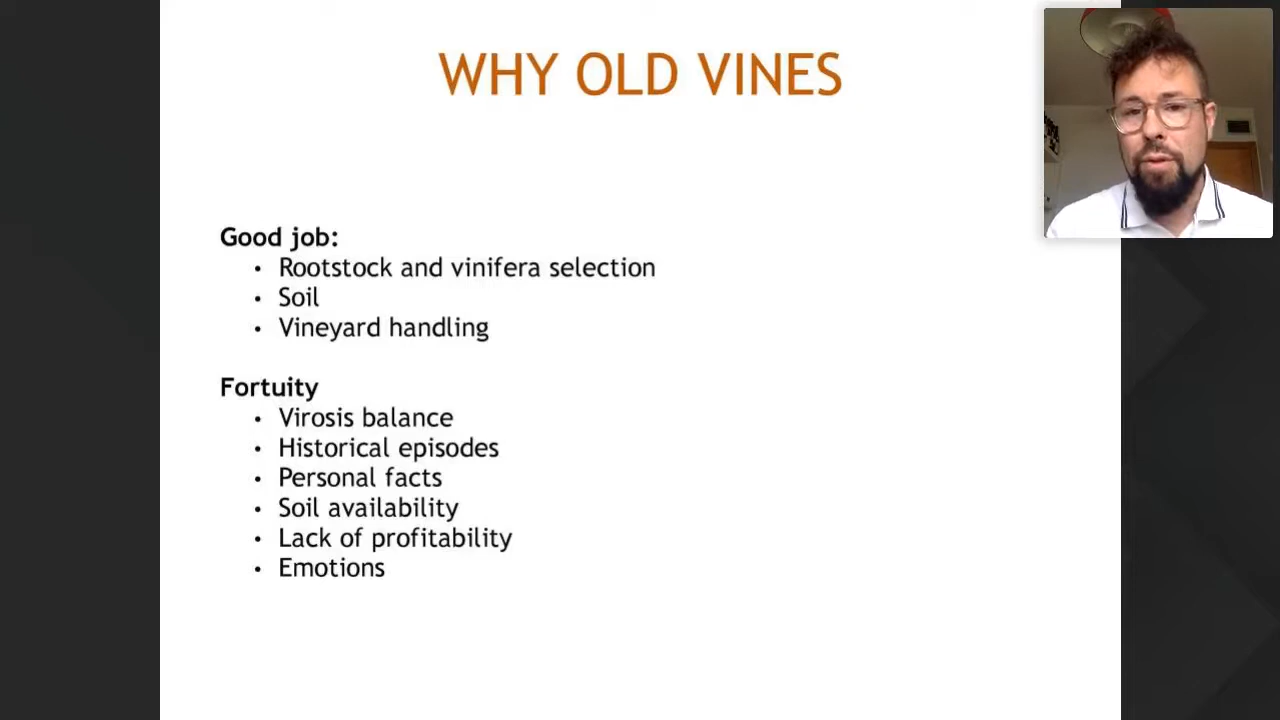 WHY OLD VINES
Good job:
• Rootstock and vinifera selection
• Soil
• Vineyard handling
Fortuity
• Virosis balance
• Historical episodes
• Personal facts
• Soil availability
• Lack of profitability
• Emotions